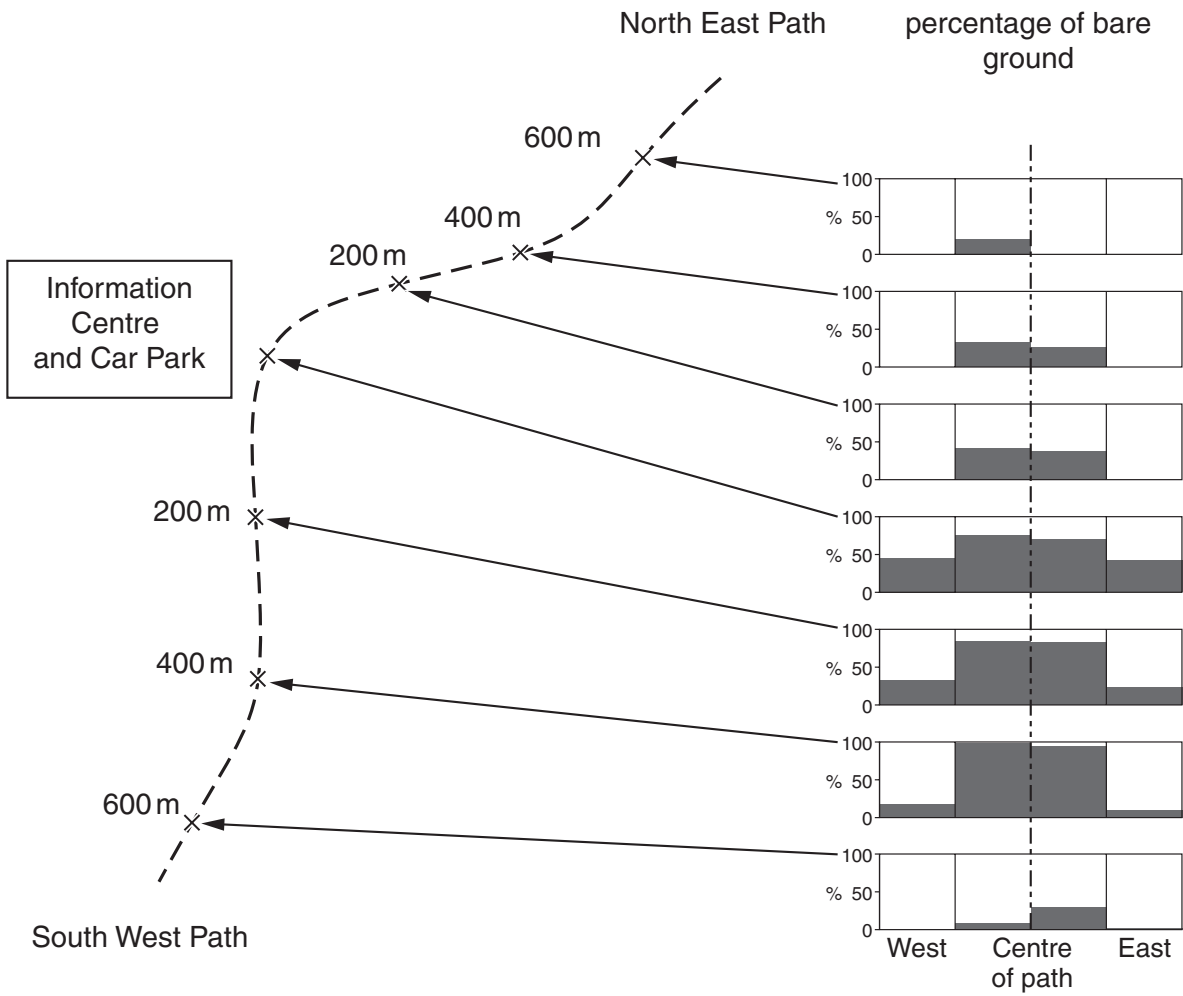 North East Path
percentage of bare
ground
600 m
400 m
200 m
Information
Centre
and Car Park
200 m
400 m
600 m
South West Path
100
% 50
0
100
% 50
0
100
% 50
0
100
% 50
0
100
% 50
0
100
% 50
0
100
% 50
0
West
Centre
of path
East